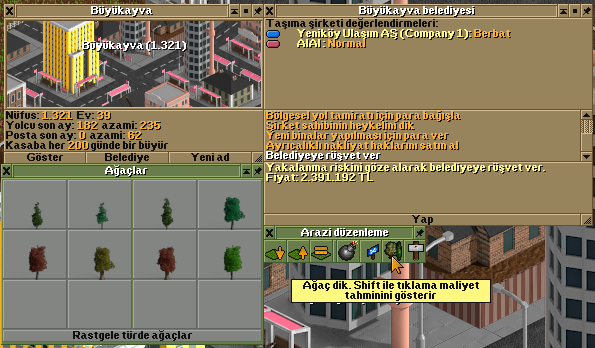 Büyükayva
Büyükayva (1.321)
Nüfus: 1.321 Ev: 39
Yolcu son ay: 182 azami: 235
Posta son ay: 0 azami: 62
Kasaba her 200 günde bir büyür
Göster Belediye Yeni ad
Ağaçlar
Rastgele türde ağaçlar
Büyükayva belediyesi
Taşıma şirketi değerlendirmeleri:
Yeniköy Ulaşım AŞ (Company 1): Berbat
AIAI: Normal
Bölgesel yol tamiratı için para bağışla
Şirket sahibinin heykelini dik
Yeni binalar yapılması için para ver
Ayrıcalıklı nakliyat haklarını satın al
Belediyeye rüşvet ver
Yakalanma riskini göze alarak belediyeye rüşvet ver.
Fiyat: 2.391.192 TL
Yap
Arazi düzenleme
Ağaç dik. Shift ile tıklama maliyet
tahminini gösterir